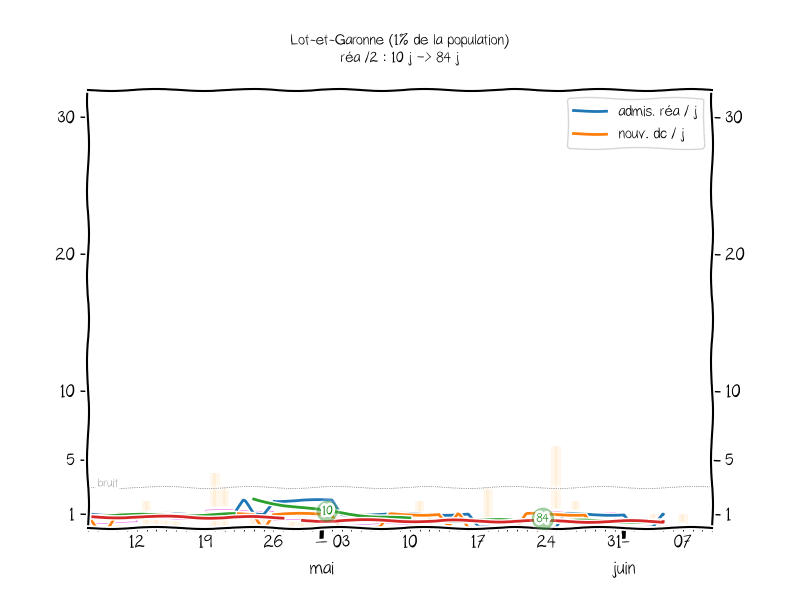 Lot-et-Garonne (1% de la population)
réa /2 : 10 j -> 84 j
admis. réa / j
nouv. dc / j
30
20
10
5
1
30
20
10
5
1
bruit
10
84
12 19 26 03 10 17 24 31 07
mai juin